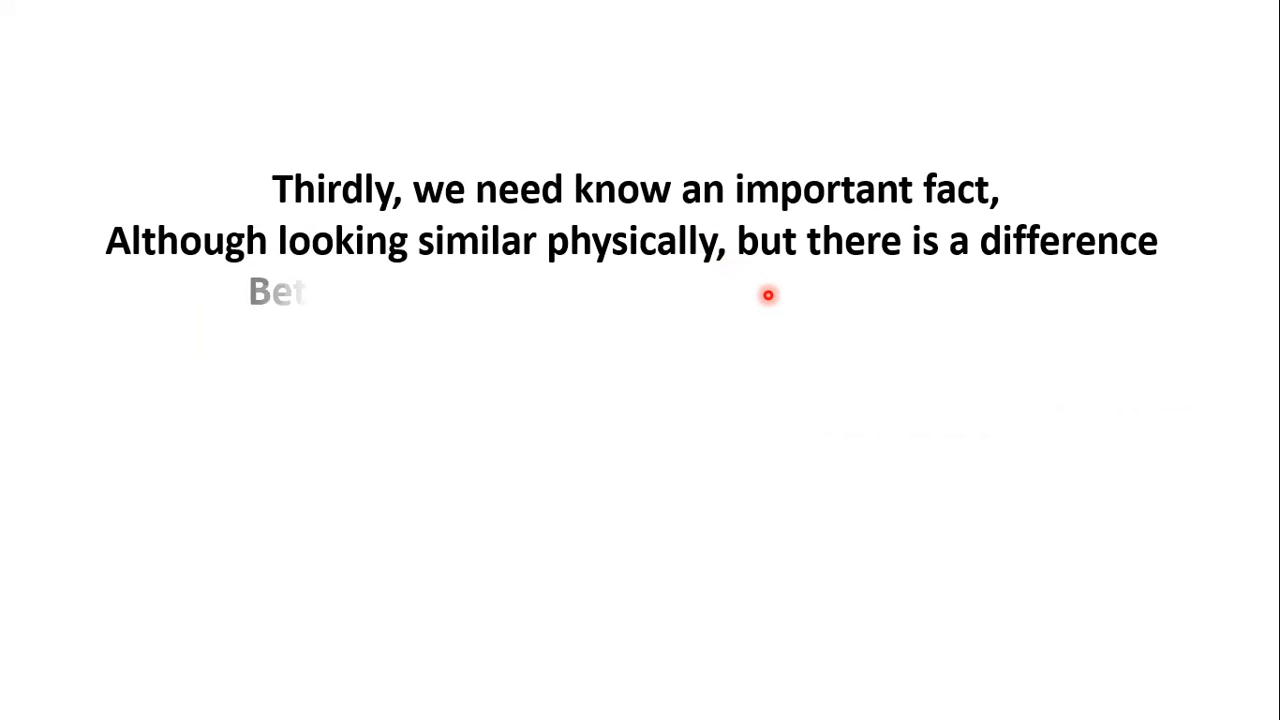 Thirdly, we need know an important fact,
Although looking similar physically, but there is a difference
Bet